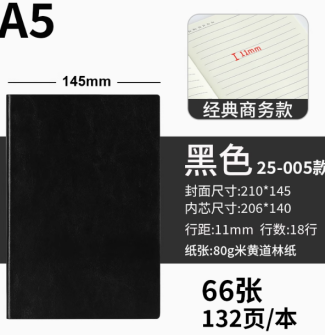 A5
145mm
11mm
经典商务款
黑色 25-005款
封面尺寸:210*145
内芯尺寸:206*140
行距:11mm 行数:18行
纸张:80g米黄道林纸
66张
132页/本